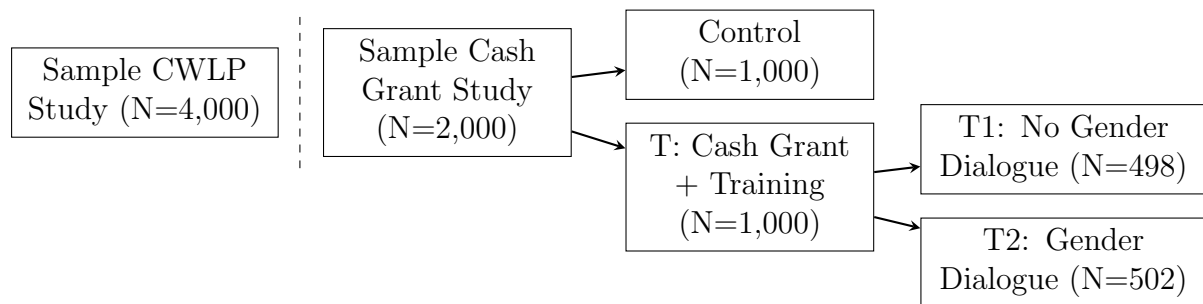 Sample CWLP
Study (N=4,000)
Sample Cash
Grant Study
(N=2,000)
Control
(N=1,000)
T: Cash Grant
+ Training
(N=1,000)
T1: No Gender
Dialogue (N=498)
T2: Gender
Dialogue (N=502)